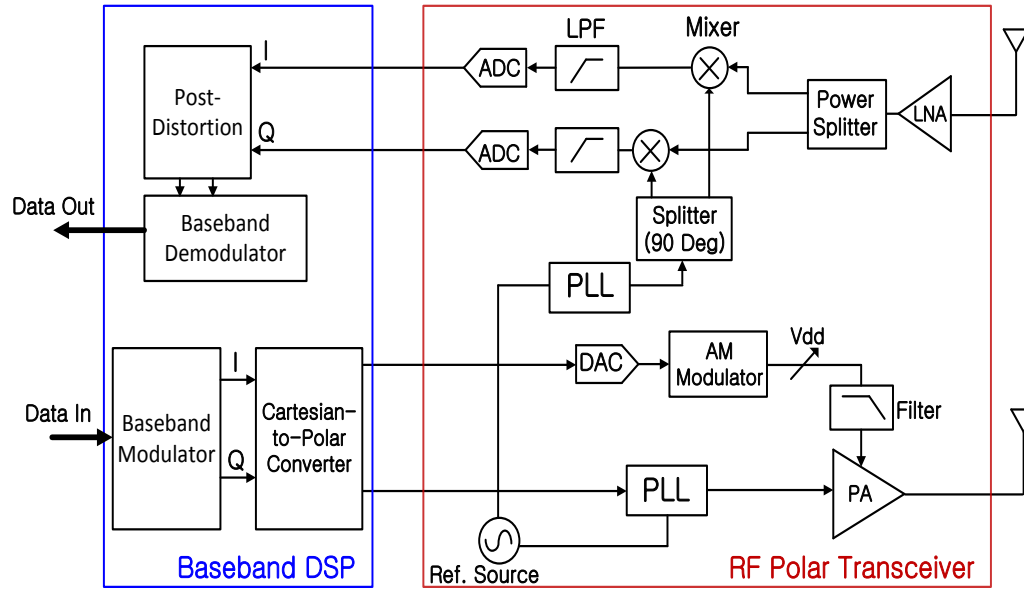 LPF
Mixer
I
ADC
Post-
Distortion
Power
Splitter
LNA
Q
ADC
Data Out
Baseband
Demodulator
Splitter
(90 Deg)
PLL
Vdd
DAC
AM
Modulator
I
Data In
Baseband
Modulator
Cartesian-
to-Polar
Converter
Filter
Q
PLL
PA
Baseband DSP
Ref. Source
RF Polar Transceiver